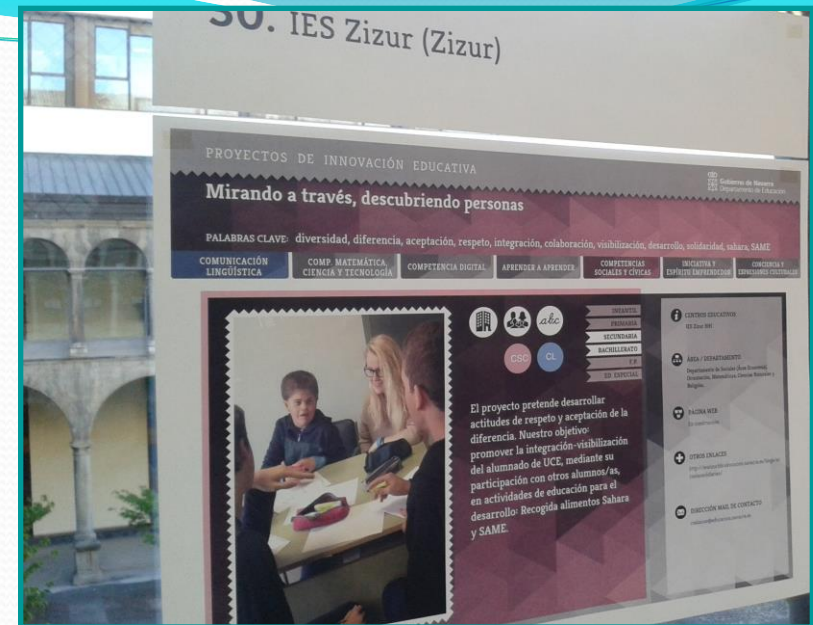 30. IES Zizur (Zizur)
PROYECTOS DE INNOVACIÓN EDUCATIVA
Gobierno de Navarra
Departamento de Educación
Mirando a través, descubriendo personas
PALABRAS CLAVE: diversidad, diferencia, aceptación, respeto, integración, colaboración, visibilización, desarrollo, solidaridad, sahara, SAME
COMUNICACIÓN
LINGÜÍSTICA
COMP. MATEMÁTICA,
CIENCIA Y TECNOLOGÍA
COMPETENCIA DIGITAL
APRENDER A APRENDER
COMPETENCIAS
SOCIALES Y CÍVICAS
INICIATIVA Y
ESPÍRITU EMPRENDEDOR
CONCIENCIA Y
EXPRESIONES CULTURALES
abc
CSC
CL
INFANTIL
PRIMARIA
SECUNDARIA
BACHILLERATO
F.P.
ED. ESPECIAL
El proyecto pretende desarrollar
actitudes de respeto y aceptación de la
diferencia. Nuestro objetivo:
promover la integración-visibilización
del alumnado de UCE, mediante su
participación con otros alumnos/as,
en actividades de educación para el
desarrollo: Recogida alimentos Sahara
y SAME.
CENTROS EDUCATIVOS
IES Zizur BHI
ÁREA / DEPARTAMENTO
PÁGINA WEB
OTROS ENLACES
DIRECCIÓN MAIL DE CONTACTO